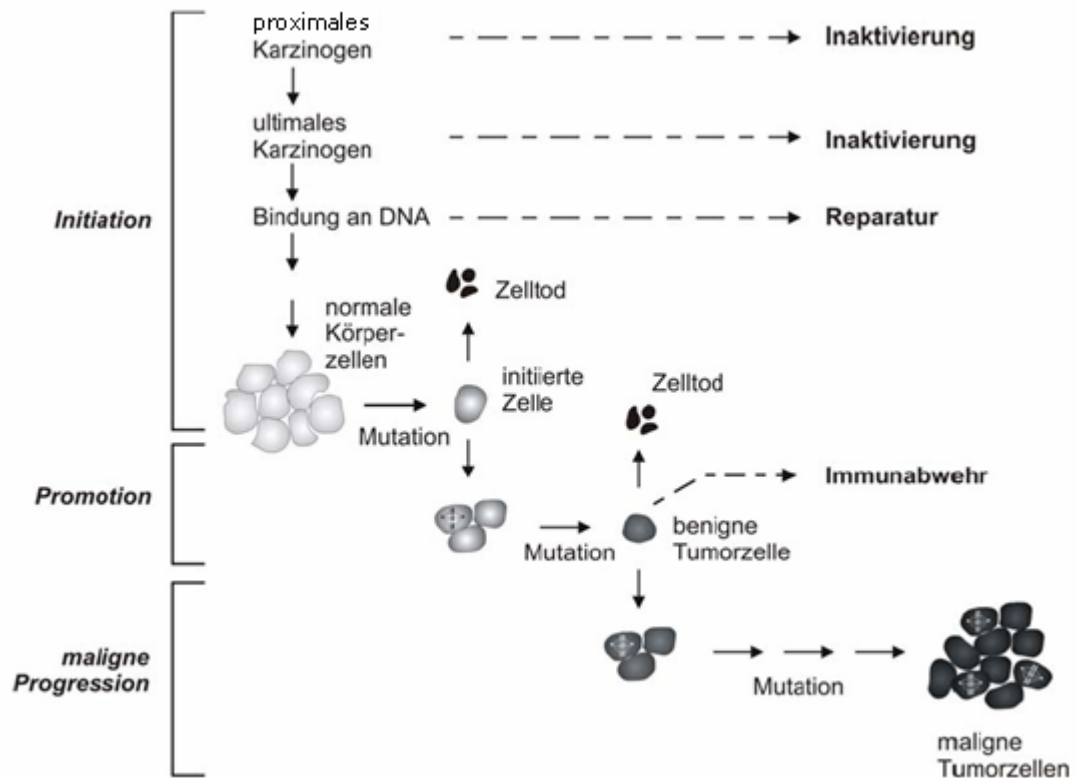 proximales
Karzinogen
Inaktivierung
ultimales
Karzinogen
Inaktivierung
Initiation
Bindung an DNA
Reparatur
Zelltod
normale
Körper-
zellen
initiierte
Zelle
Mutation
Zelltod
Promotion
Immunabwehr
Mutation
benigne
Tumorzelle
maligne
Progression
Mutation
maligne
Tumorzellen